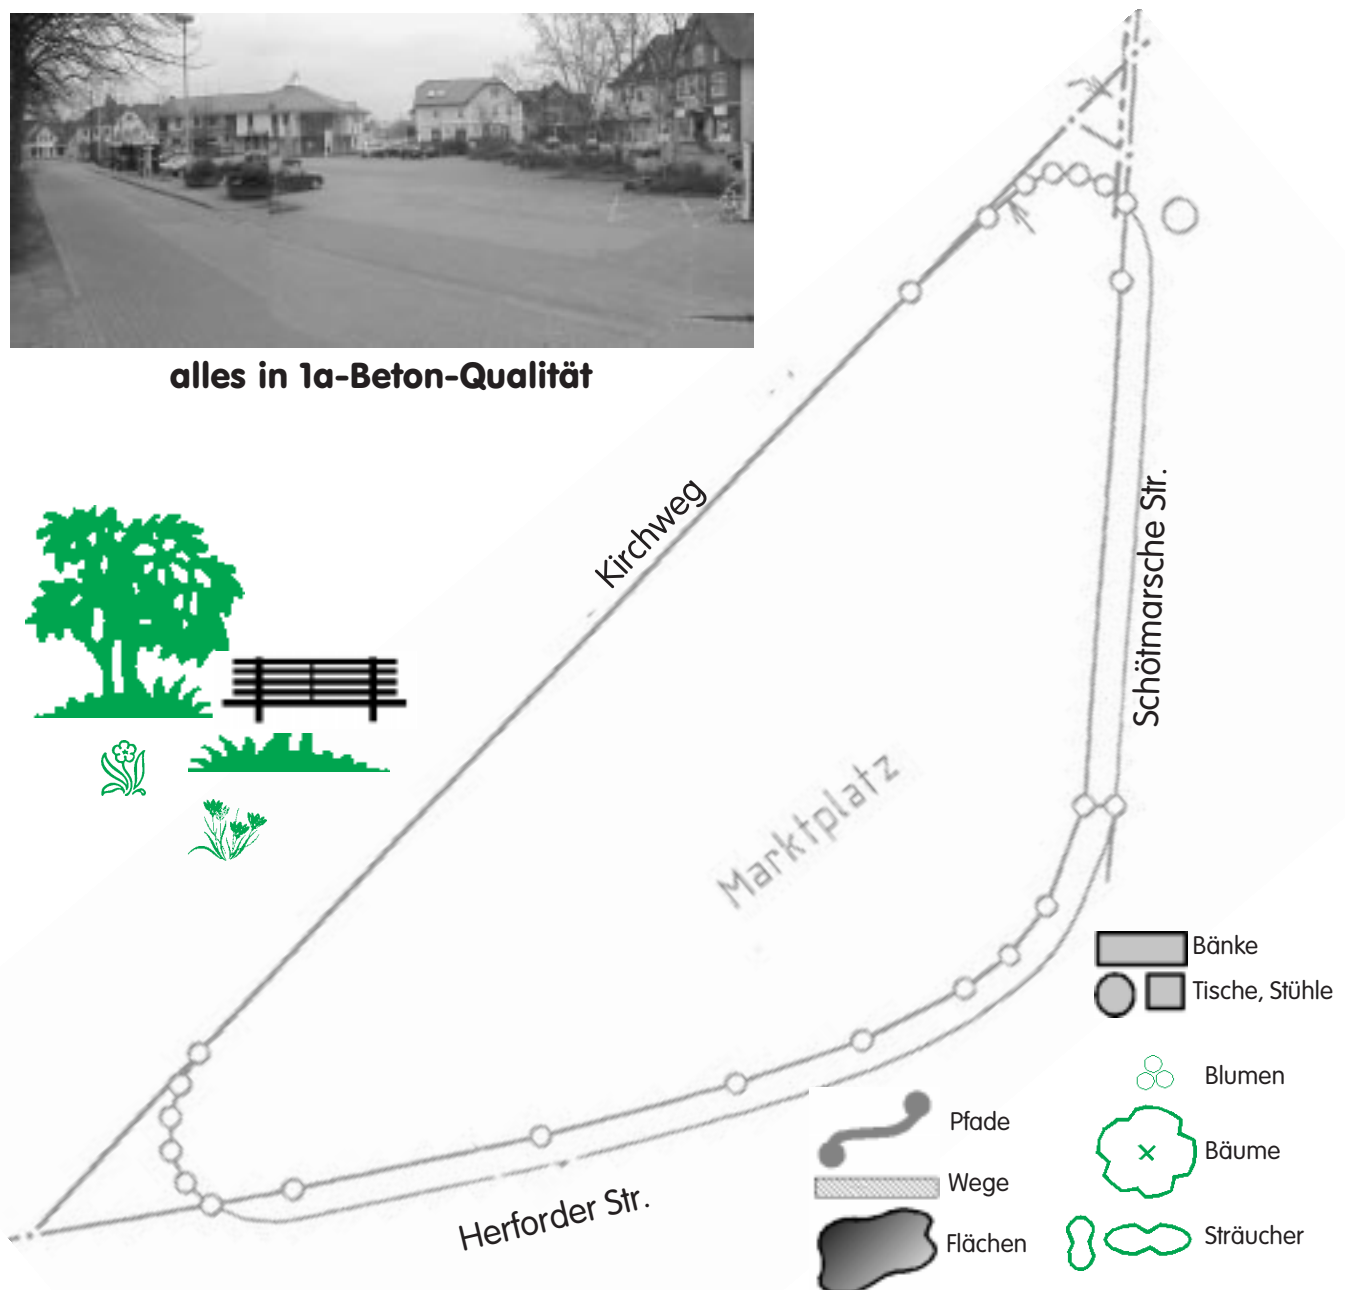 alles in 1a-Beton-Qualität
Kirchweg
Schötmarsche Str.
Marktplatz
Herforder Str.
Bänke
Tische, Stühle
Blumen
Pfade
Bäume
Wege
Sträucher
Flächen